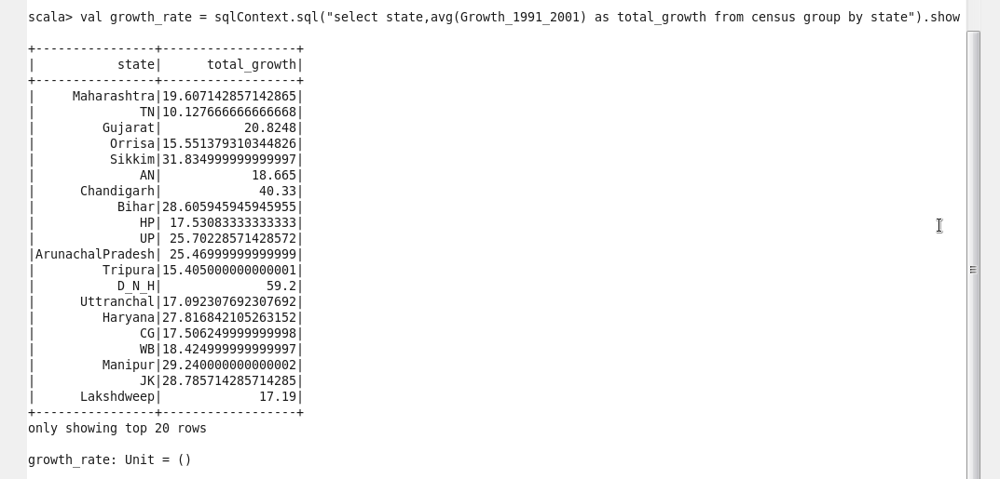 scala> val growth_rate = sqlContext.sql("select state,avg(Growth_1991_2001) as total_growth from census group by state").show
+----------------+------------------+
|           state|      total_growth|
+----------------+------------------+
|     Maharashtra|19.607142857142865|
|              TN|10.127666666666668|
|         Gujarat|           20.8248|
|          Orrisa|15.551379310344826|
|          Sikkim|31.834999999999997|
|              AN|            18.665|
|      Chandigarh|             40.33|
|           Bihar|28.605945945945955|
|              HP| 17.53083333333333|
|              UP| 25.70228571428572|
|ArunachalPradesh| 25.46999999999999|
|         Tripura|15.405000000000001|
|           D_N_H|              59.2|
|      Uttranchal|17.092307692307692|
|         Haryana|27.816842105263152|
|              CG|17.506249999999998|
|              WB|18.424999999999997|
|         Manipur|29.240000000000002|
|              JK|28.785714285714285|
|      Lakshdweep|             17.19|
+----------------+------------------+
only showing top 20 rows
growth_rate: Unit = ()